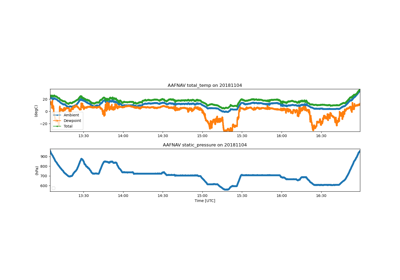 AAFNAV total_temp on 20181104
20
0
−20
(degC)
Ambient
Dewpoint
Total
13:30 14:00 14:30 15:00 15:30 16:00 16:30
AAFNAV static_pressure on 20181104
900
800
700
600
(hPa)
13:30 14:00 14:30 15:00 15:30 16:00 16:30
Time [UTC]